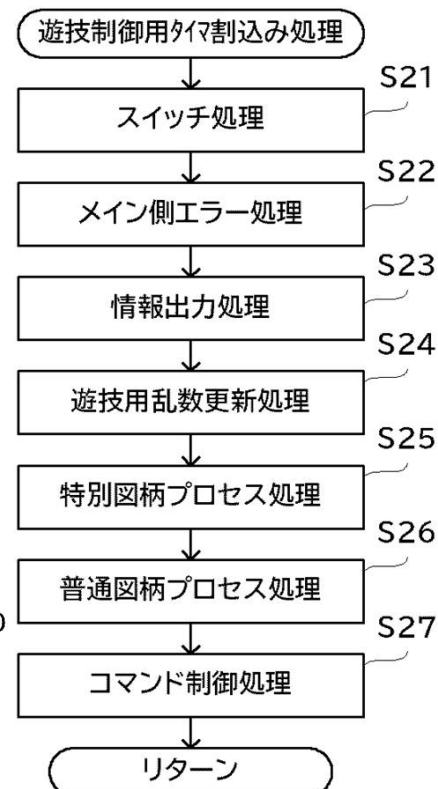 遊技制御用ﾀｲﾏ割込み処理
S21
スイッチ処理
S22
メイン側エラー処理
S23
情報出力処理
S24
遊技用乱数更新処理
S25
特別図柄プロセス処理
S26
普通図柄プロセス処理
S27
コマンド制御処理
リターン